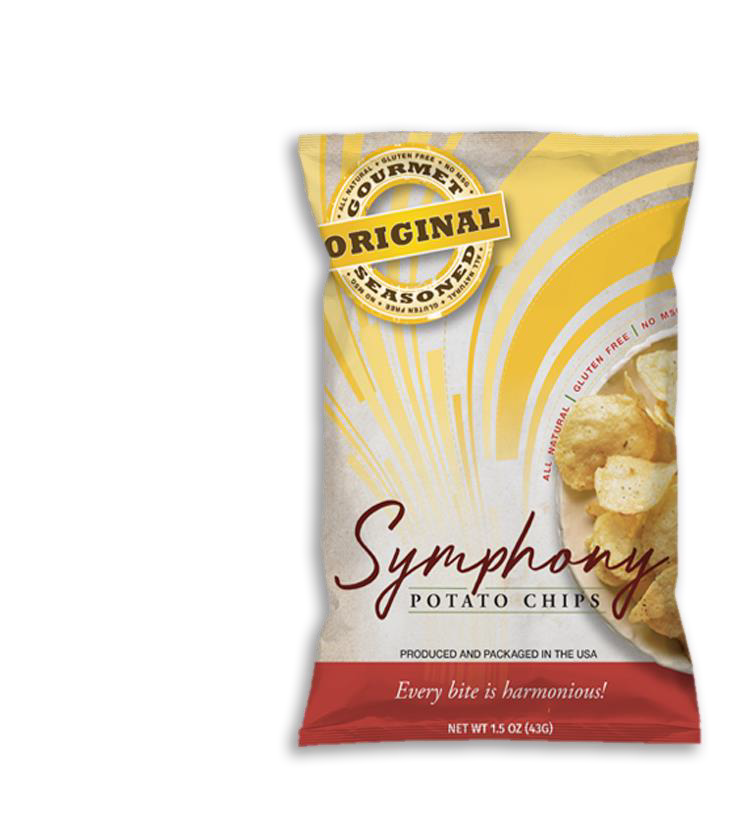 • ALL NATURAL • GLUTEN FREE • NO MSG •
GOURMET
ORIGINAL
SEASONED
NO MSG • GLUTEN FREE • ALL NATURAL
ALL NATURAL | GLUTEN FREE | NO MSG
Symphony
POTATO CHIPS
PRODUCED AND PACKAGED IN THE USA
Every bite is harmonious!
NET WT 1.5 OZ (43G)